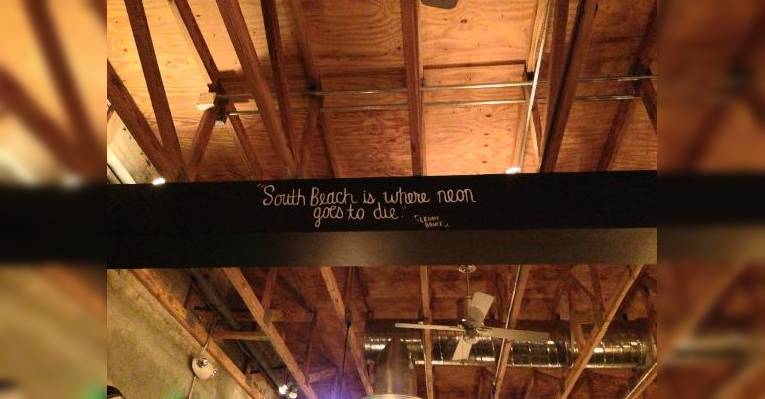 "South Beach is where neon
goes to die."
LENNY
BRUCE